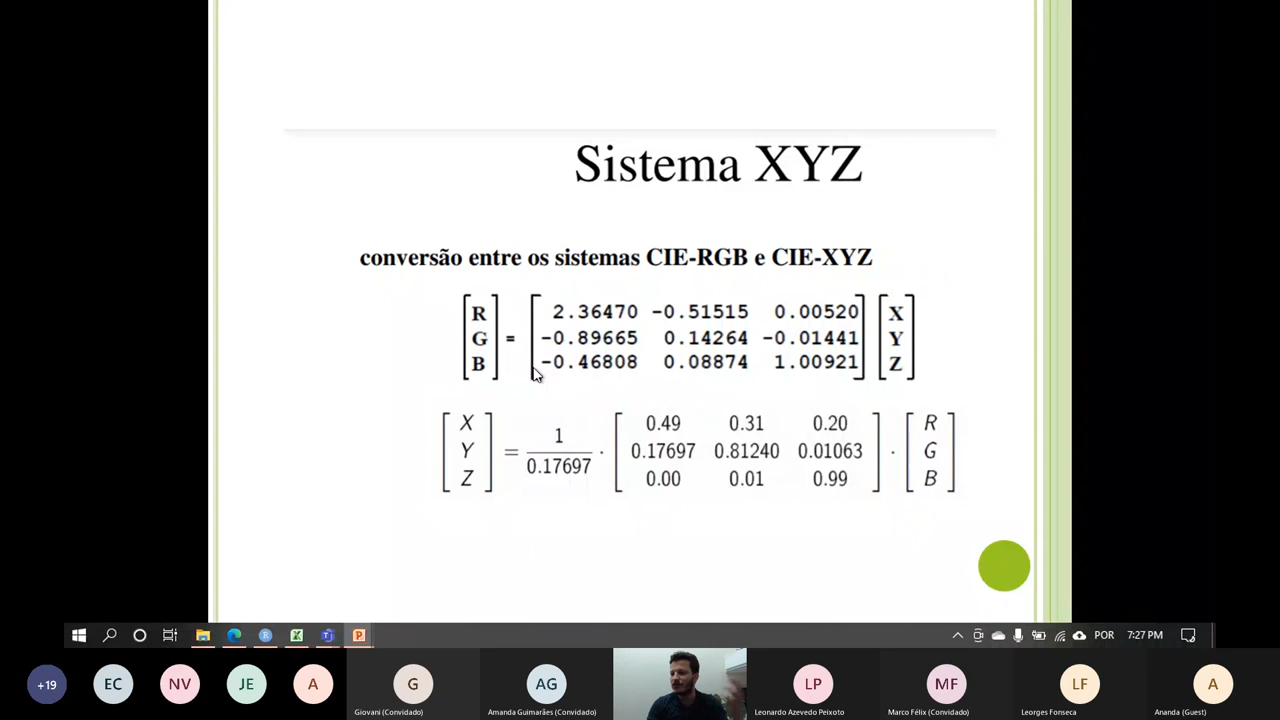 Sistema XYZ
conversão entre os sistemas CIE-RGB e CIE-XYZ
R 2.36470 -0.51515 0.00520 X
G = -0.89665 0.14264 -0.01441 Y
B -0.46808 0.08874 1.00921 Z
X 1 0.49 0.31 0.20 R
Y = 0.17697 · 0.17697 0.81240 0.01063 · G
Z 0.00 0.01 0.99 B
POR 7:27 PM
+19 EC NV JE A G AG LP MF LF A
Giovani (Convidado) Amanda Guimarães (Convidado) Leonardo Azevedo Peixoto Marco Félix (Convidado) Leorges Fonseca Ananda (Guest)